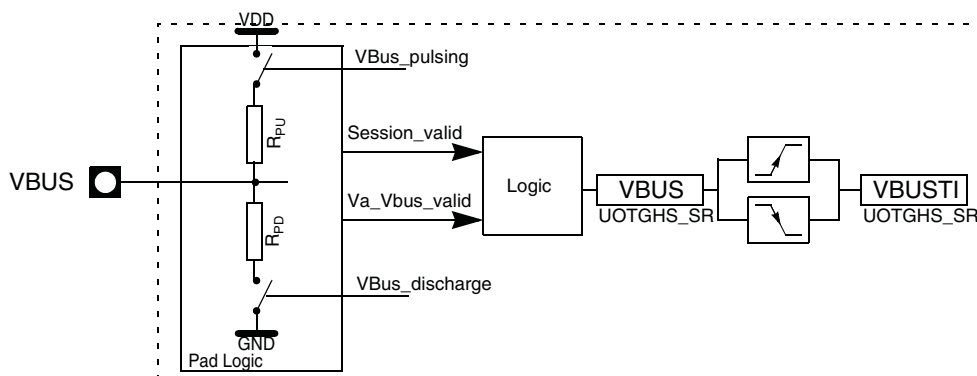 VDD
VBus_pulsing
RPU
Session_valid
VBUS
Logic
VBUS
VBUSTI
UOTGHS_SR
UOTGHS_SR
Va_Vbus_valid
RPD
VBus_discharge
GND
Pad Logic